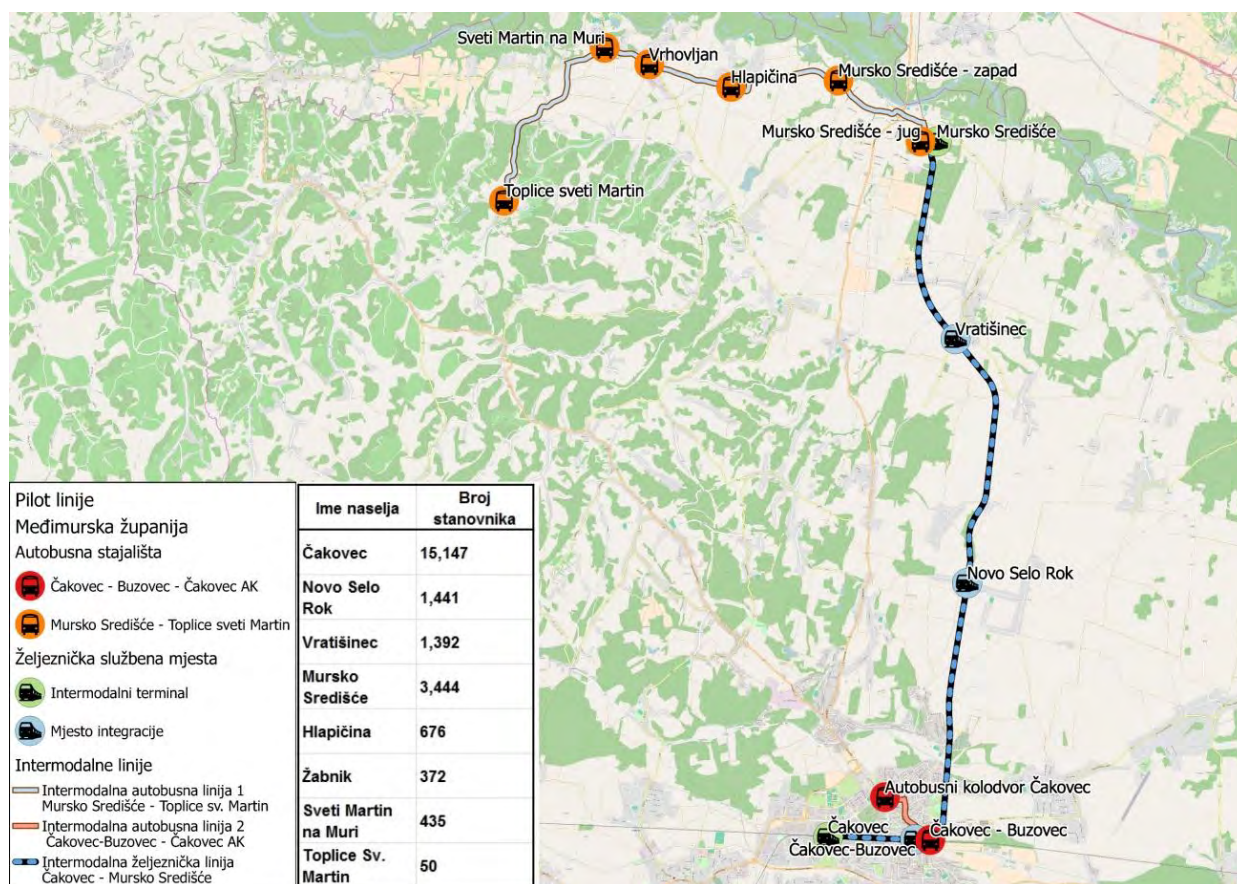 Sveti Martin na Muri
Vrhovljan
Hlapičina
Mursko Središće - zapad
Mursko Središće - jug
Mursko Središće
Toplice sveti Martin
Vratišinec
Novo Selo Rok
Autobusni kolodvor Čakovec
Čakovec
Čakovec-Buzovec
Čakovec - Buzovec
Pilot linije
Međimurska županija
Autobusna stajališta
Čakovec - Buzovec - Čakovec AK
Mursko Središće - Toplice sveti Martin
Željeznička službena mjesta
Intermodalni terminal
Mjesto integracije
Intermodalne linije
Intermodalna autobusna linija 1
Mursko Središće - Toplice sv. Martin
Intermodalna autobusna linija 2
Čakovec-Buzovec - Čakovec AK
Intermodalna željeznička linija
Čakovec - Mursko Središće
Ime naselja
Broj
stanovnika
Čakovec
15,147
Novo Selo
Rok
1,441
Vratišinec
1,392
Mursko
Središće
3,444
Hlapičina
676
Žabnik
372
Sveti Martin
na Muri
435
Toplice Sv.
Martin
50